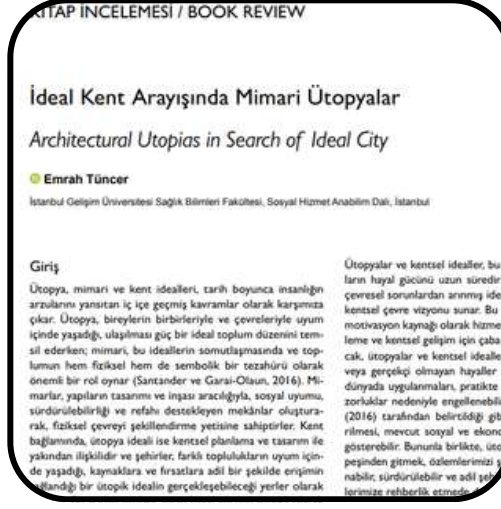 KİTAP İNCELEMESİ / BOOK REVIEW
İdeal Kent Arayışında Mimari Ütopyalar
Architectural Utopias in Search of Ideal City
Emrah Tüncer
İstanbul Gelişim Üniversitesi Sağlık Bilimleri Fakültesi, Sosyal Hizmet Anabilim Dalı, İstanbul
Giriş
Ütopya, mimari ve kent idealleri, tarih boyunca insanlığın
arzularını yansıtan iç içe geçmiş kavramlar olarak karşımıza
çıkar. Ütopya, bireylerin birbirleriyle ve çevreleriyle uyum
içinde yaşadığı, ulaşılması güç bir ideal toplum düzenini tem-
sil ederken; mimari, bu ideallerin somutlaşmasında ve top-
lumun hem fiziksel hem de sembolik bir tezahürü olarak
önemli bir rol oynar (Santander ve Garai-Olaun, 2016). Mi-
marlar, yapıların tasarımı ve inşası aracılığıyla, sosyal uyumu,
sürdürülebilirliği ve refahı destekleyen mekânlar oluştura-
rak, fiziksel çevreyi şekillendirme yetisine sahiptirler. Kent
bağlamında, ütopya ideali ise kentsel planlama ve tasarım ile
yakından ilişkilidir ve şehirler, farklı toplulukların uyum için-
de yaşadığı, kaynaklara ve fırsatlara adil bir şekilde erişimin
sağlandığı bir ütopik idealin gerçekleşebileceği yerler olarak
Ütopyalar ve kentsel idealler, bu
ların hayal gücünü uzun süredir
çevresel sorunlardan arınmış ide
kentsel çevre vizyonu sunar. Bu
motivasyon kaynağı olarak hizme
leme ve kentsel gelişim için çaba
cak, ütopyalar ve kentsel idealle
veya gerçekçi olmayan hayaller
dünyada uygulanmaları, pratikte
zorluklar nedeniyle engellenebilir
(2016) tarafından belirtildiği gib
rilmesi, mevcut sosyal ve ekono
gösterebilir. Bununla birlikte, üto
peşinden gitmek, özlemlerimizi ş
nabilir, sürdürülebilir ve adil şeh
lerimize rehberlik etmede